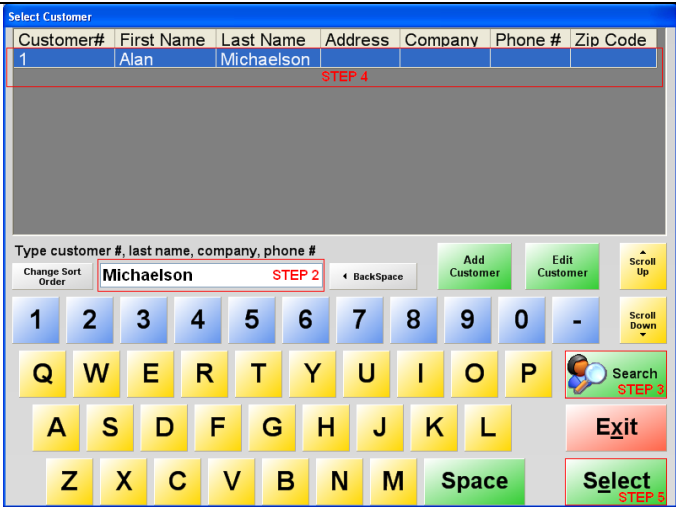 Select Customer
Customer# First Name Last Name Address Company Phone # Zip Code
1 Alan Michaelson
STEP 4
Type customer #, last name, company, phone #
Change Sort
Order
Michaelson STEP 2
BackSpace
Add
Customer
Edit
Customer
Scroll
Up
1 2 3 4 5 6 7 8 9 0 -
Scroll
Down
Q W E R T Y U I O P
Search
STEP 3
A S D F G H J K L
Exit
Z X C V B N M Space
Select
STEP 5